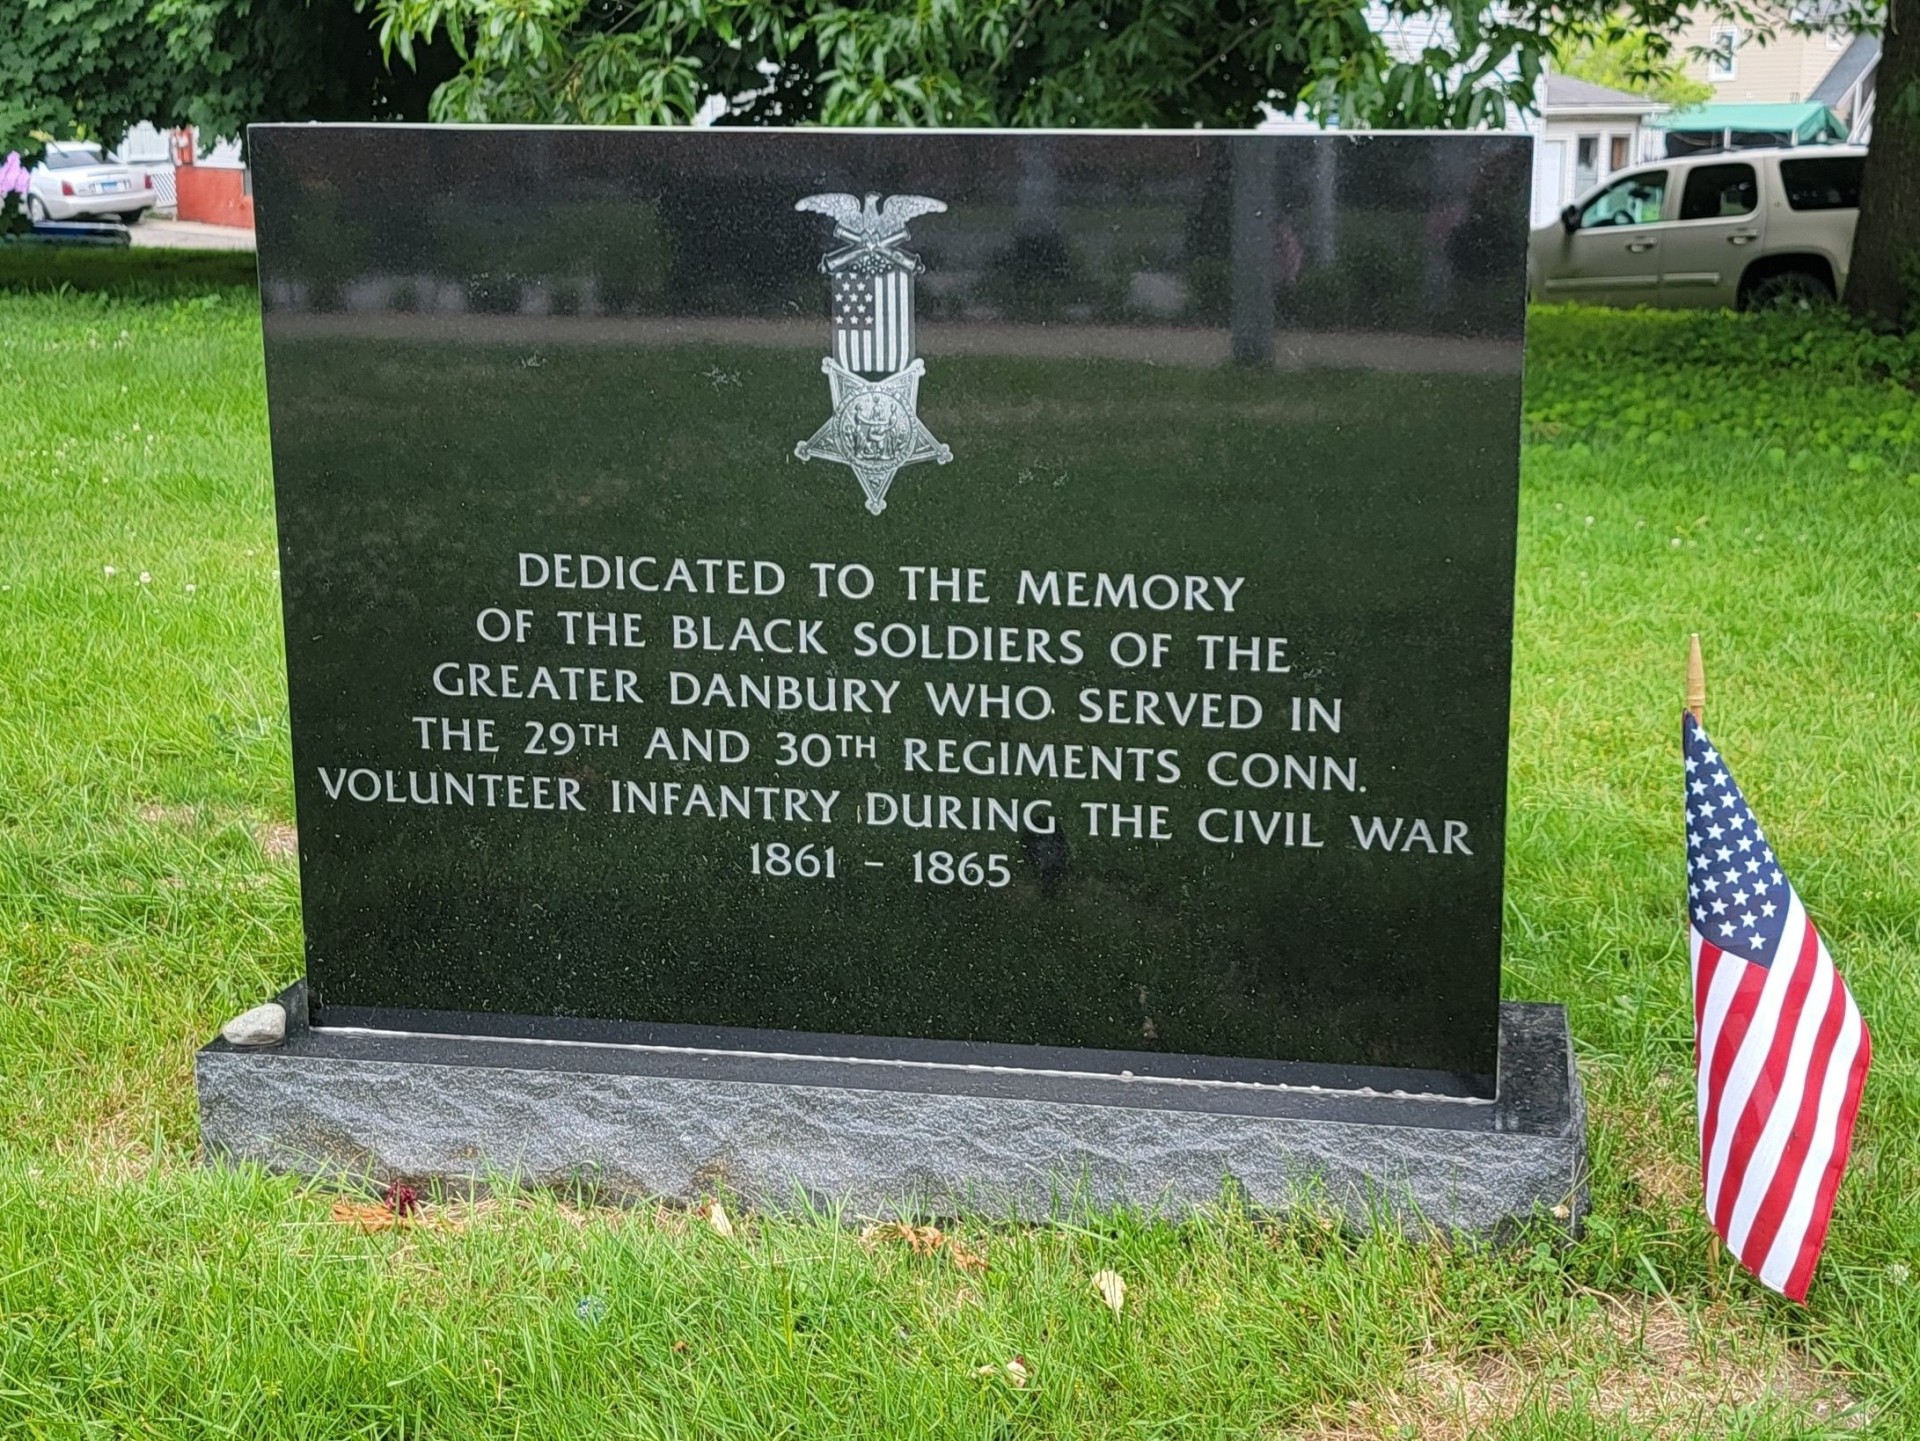 DEDICATED TO THE MEMORY
OF THE BLACK SOLDIERS OF THE
GREATER DANBURY WHO SERVED IN
THE 29TH AND 30TH REGIMENTS CONN.
VOLUNTEER INFANTRY DURING THE CIVIL WAR
1861 – 1865